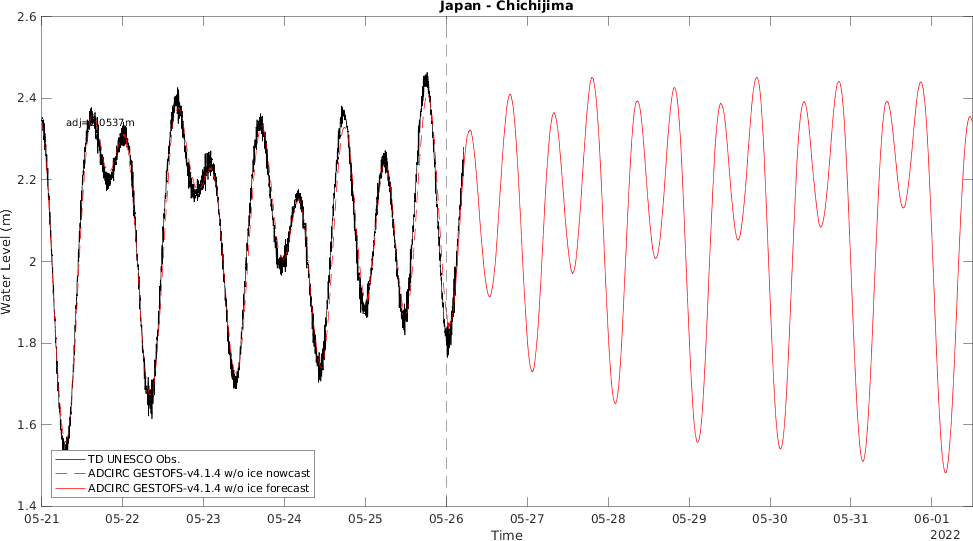 Japan - Chichijima
Water Level (m)
2.6
2.4
2.2
2
1.8
1.6
1.4
TD UNESCO Obs.
ADCIRC GESTOFS-v4.1.4 w/o ice nowcast
ADCIRC GESTOFS-v4.1.4 w/o ice forecast
05-21 05-22 05-23 05-24 05-25 05-26 05-27 05-28 05-29 05-30 05-31 06-01
Time
2022